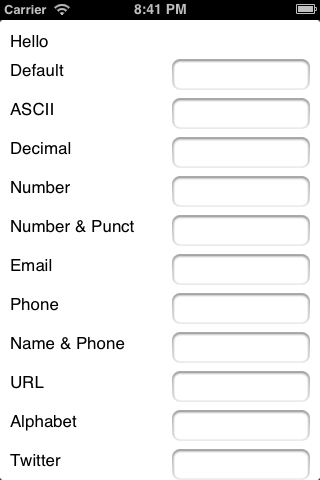 Carrier 8:41 PM
Hello
Default
ASCII
Decimal
Number
Number & Punct
Email
Phone
Name & Phone
URL
Alphabet
Twitter